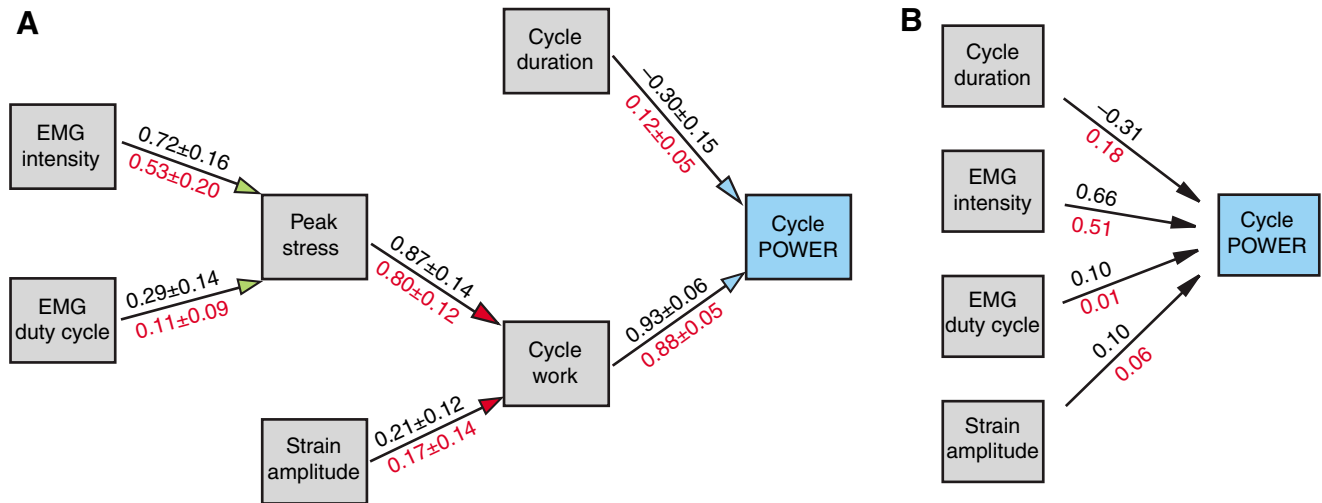 A
Cycle
duration
–0.30±0.15
0.12±0.05
EMG
intensity
0.72±0.16
0.53±0.20
Peak
stress
Cycle
POWER
EMG
duty cycle
0.29±0.14
0.11±0.09
0.87±0.14
0.80±0.12
Cycle
work
0.93±0.06
0.88±0.05
Strain
amplitude
0.21±0.12
0.17±0.14
B
Cycle
duration
–0.31
0.18
EMG
intensity
0.66
0.51
Cycle
POWER
EMG
duty cycle
0.10
0.01
Strain
amplitude
0.10
0.06